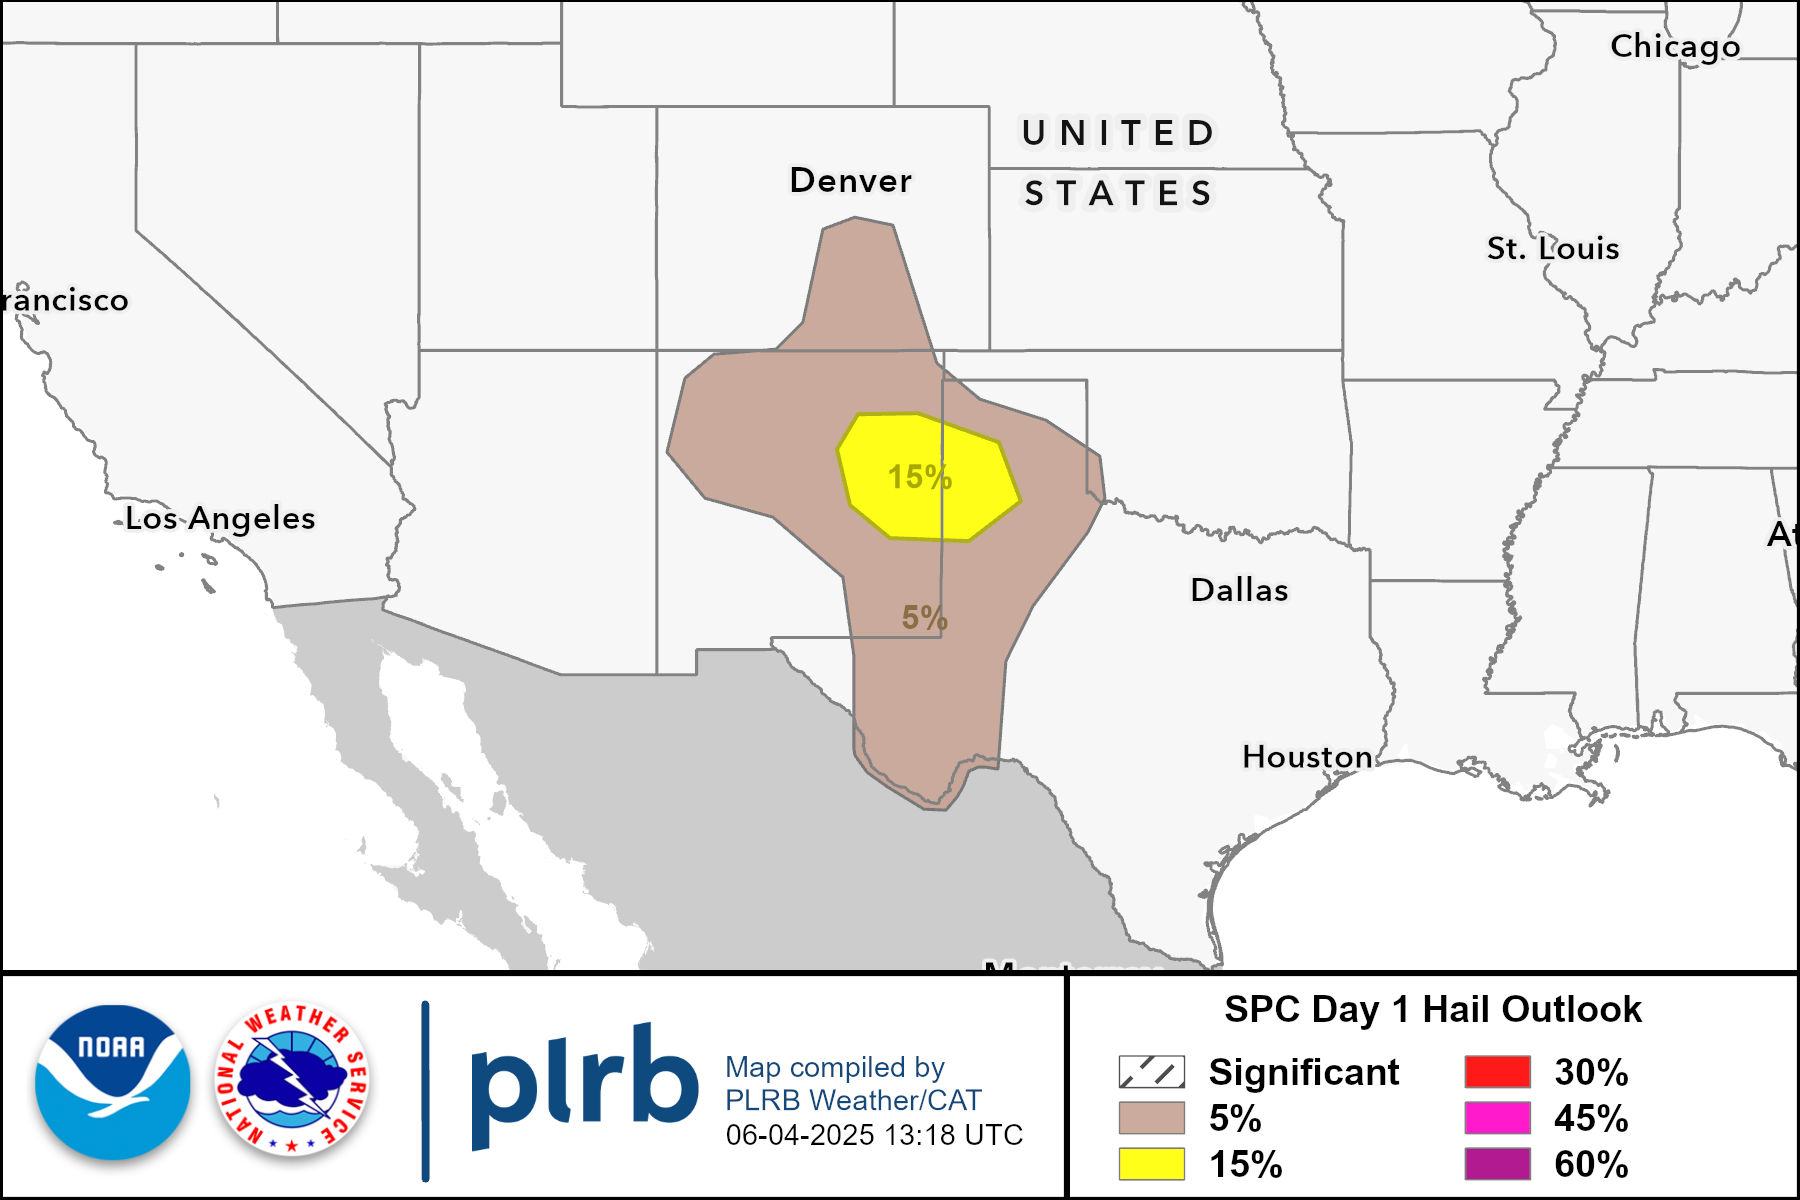 Chicago
UNITED
Denver
STATES
St. Louis
rancisco
15%
Los Angeles
At
Dallas
5%
Houston
NOAA
NATIONAL WEATHER SERVICE
plrb
Map compiled by
PLRB Weather/CAT
06-04-2025 13:18 UTC
SPC Day 1 Hail Outlook
Significant
30%
5%
45%
15%
60%